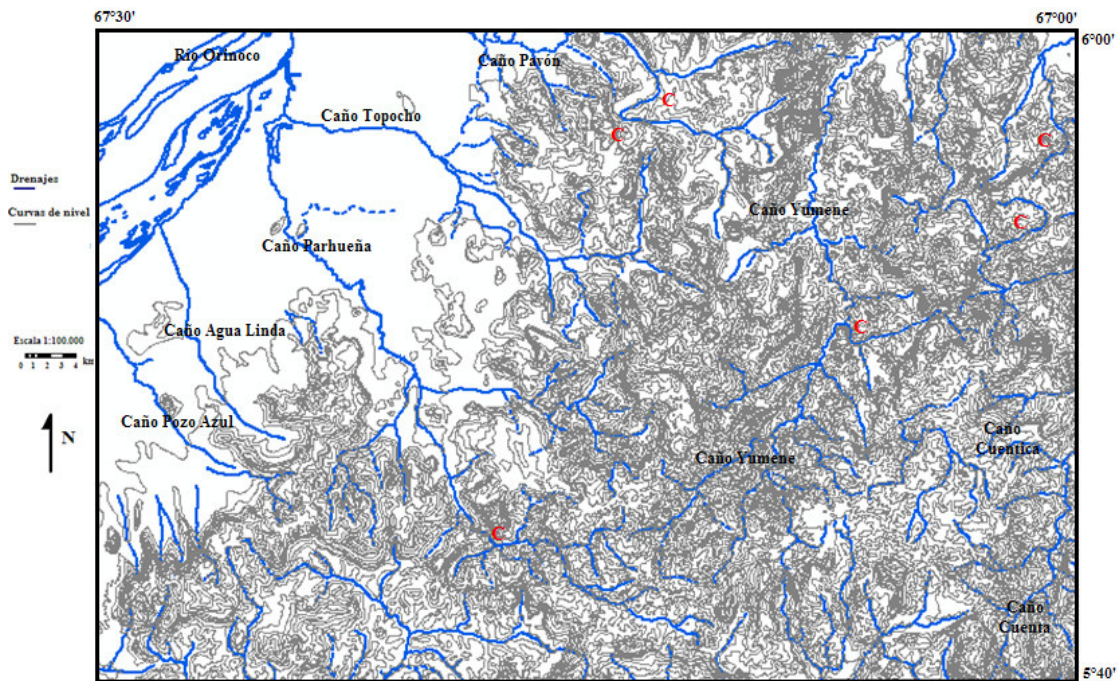 67°30'
67°00'
6°00'
Río Orinoco
Caño Pavón
C
Caño Topocho
C
C
Drenajes
Curvas de nivel
Caño Yumene
C
Caño Parhueña
Caño Agua Linda
C
Escala 1:100.000
0 1 2 3 4 km
Caño Pozo Azul
N
Caño
Cuentica
Caño Yumene
C
Caño
Cuenta
5°40'